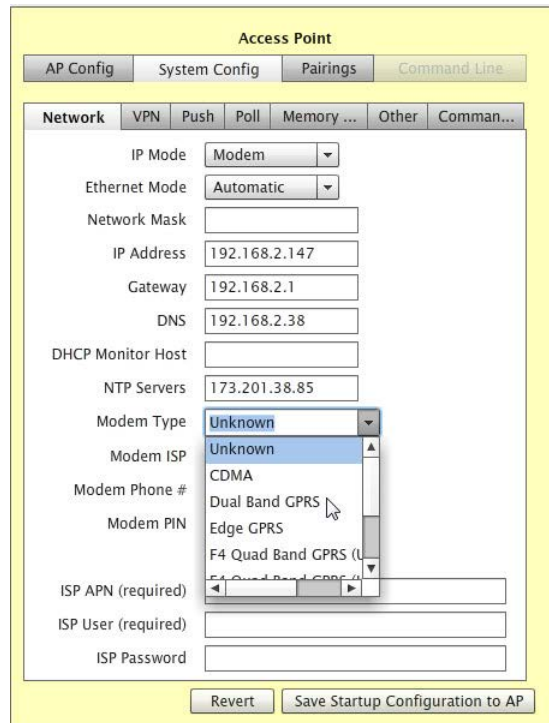 Access Point
AP Config System Config Pairings Command Line
Network VPN Push Poll Memory ... Other Comman...
IP Mode Modem
Ethernet Mode Automatic
Network Mask
IP Address 192.168.2.147
Gateway 192.168.2.1
DNS 192.168.2.38
DHCP Monitor Host
NTP Servers 173.201.38.85
Modem Type Unknown
Modem ISP Unknown
CDMA
Modem Phone # Dual Band GPRS
Modem PIN Edge GPRS
F4 Quad Band GPRS (U
ISP APN (required)
ISP User (required)
ISP Password
Revert Save Startup Configuration to AP